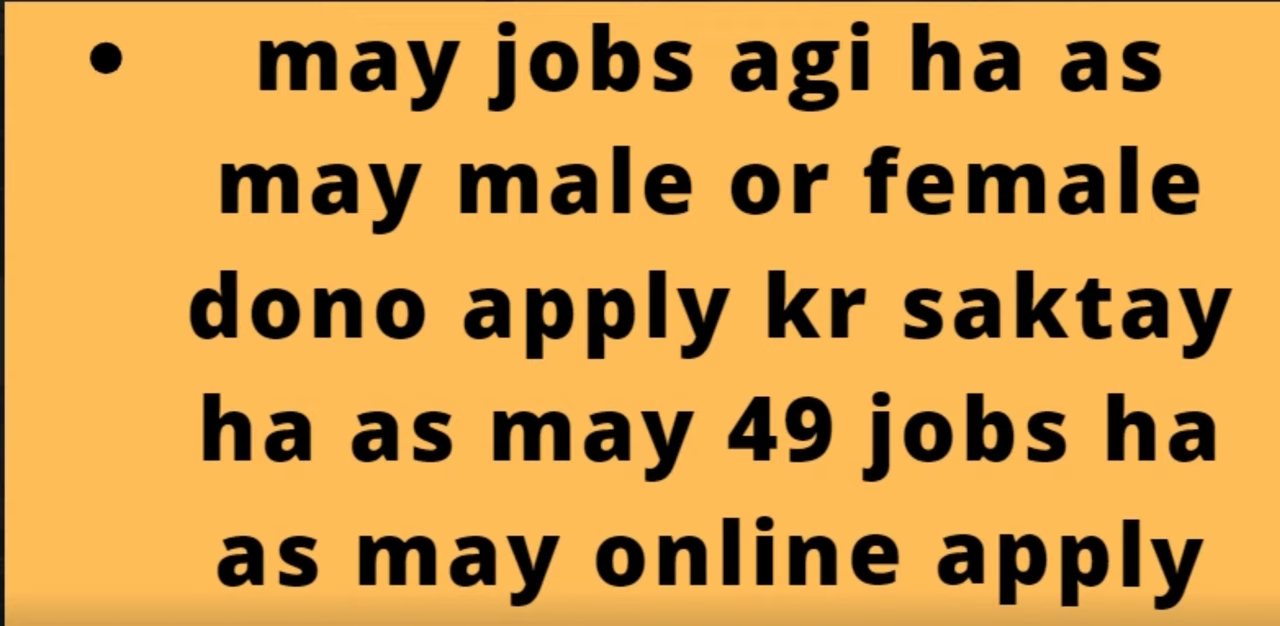 • may jobs agi ha as
may male or female
dono apply kr saktay
ha as may 49 jobs ha
as may online apply